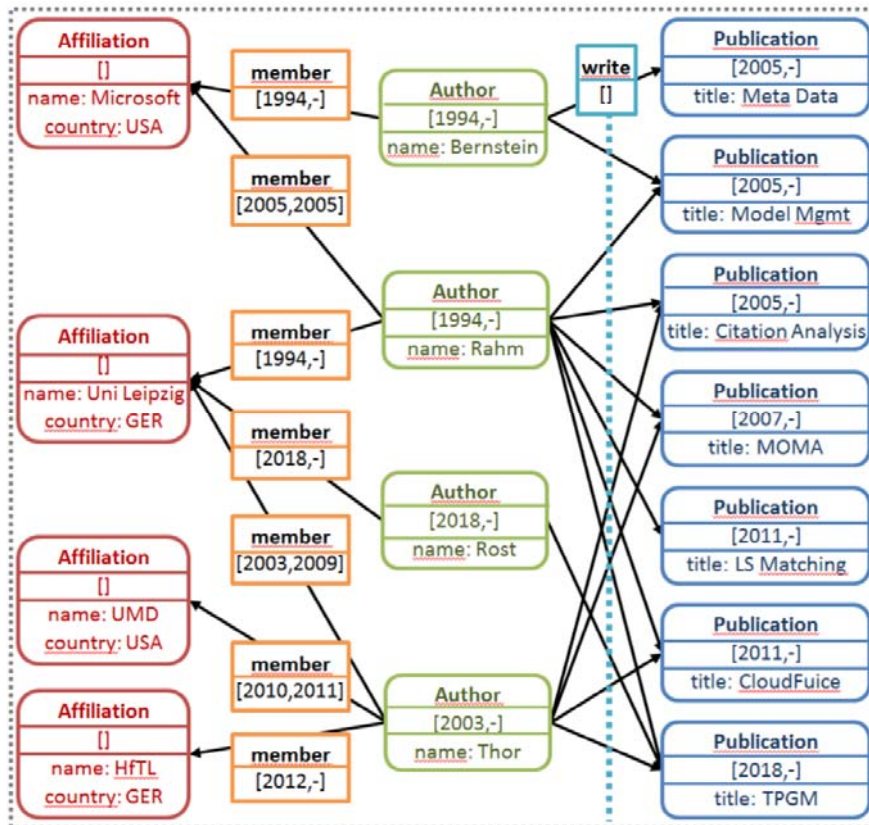 Affiliation
[]
name: Microsoft
country: USA
Affiliation
[]
name: Uni Leipzig
country: GER
Affiliation
[]
name: UMD
country: USA
Affiliation
[]
name: HfTL
country: GER
member
[1994,-]
member
[2005,2005]
member
[1994,-]
member
[2018,-]
member
[2003,2009]
member
[2010,2011]
member
[2012,-]
Author
[1994,-]
name: Bernstein
Author
[1994,-]
name: Rahm
Author
[2018,-]
name: Rost
Author
[2003,-]
name: Thor
write
[]
Publication
[2005,-]
title: Meta Data
Publication
[2005,-]
title: Model Mgmt
Publication
[2005,-]
title: Citation Analysis
Publication
[2007,-]
title: MOMA
Publication
[2011,-]
title: LS Matching
Publication
[2011,-]
title: CloudFuice
Publication
[2018,-]
title: TPGM